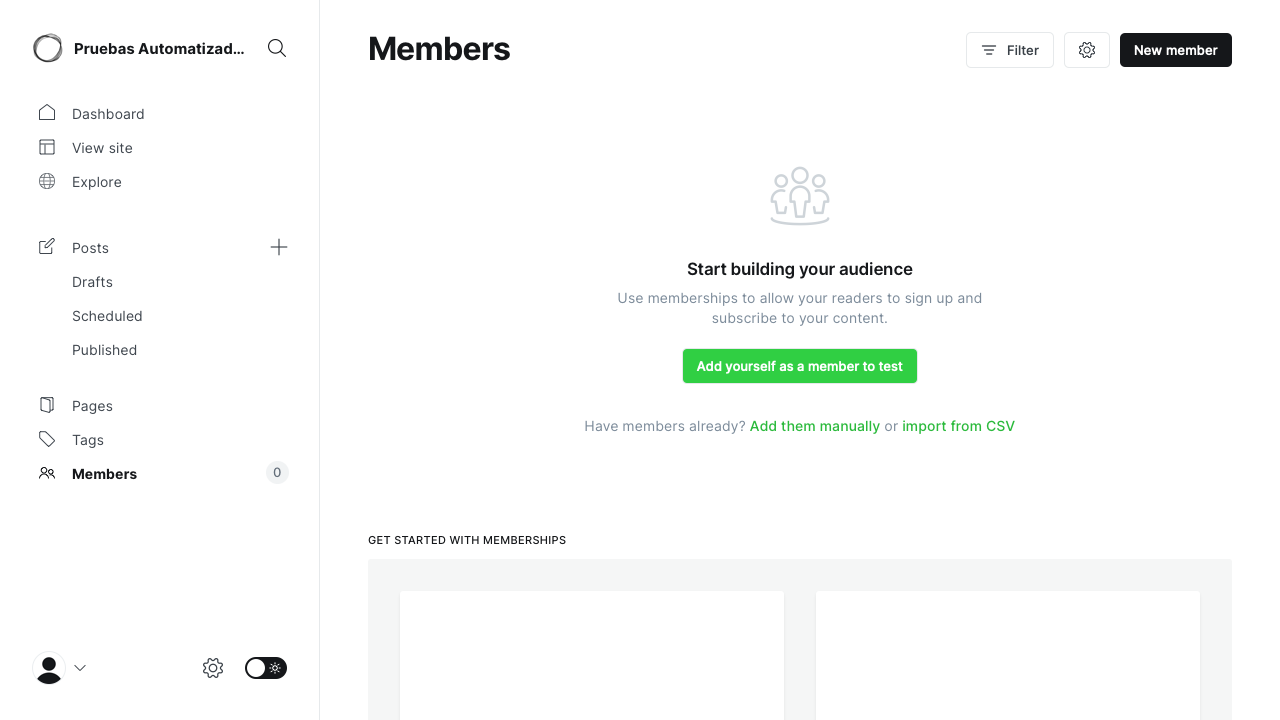 Pruebas Automatizad...
Dashboard
View site
Explore
Posts
Drafts
Scheduled
Published
Pages
Tags
Members
0
Members
Filter
New member
Start building your audience
Use memberships to allow your readers to sign up and
subscribe to your content.
Add yourself as a member to test
Have members already? Add them manually or import from CSV
GET STARTED WITH MEMBERSHIPS